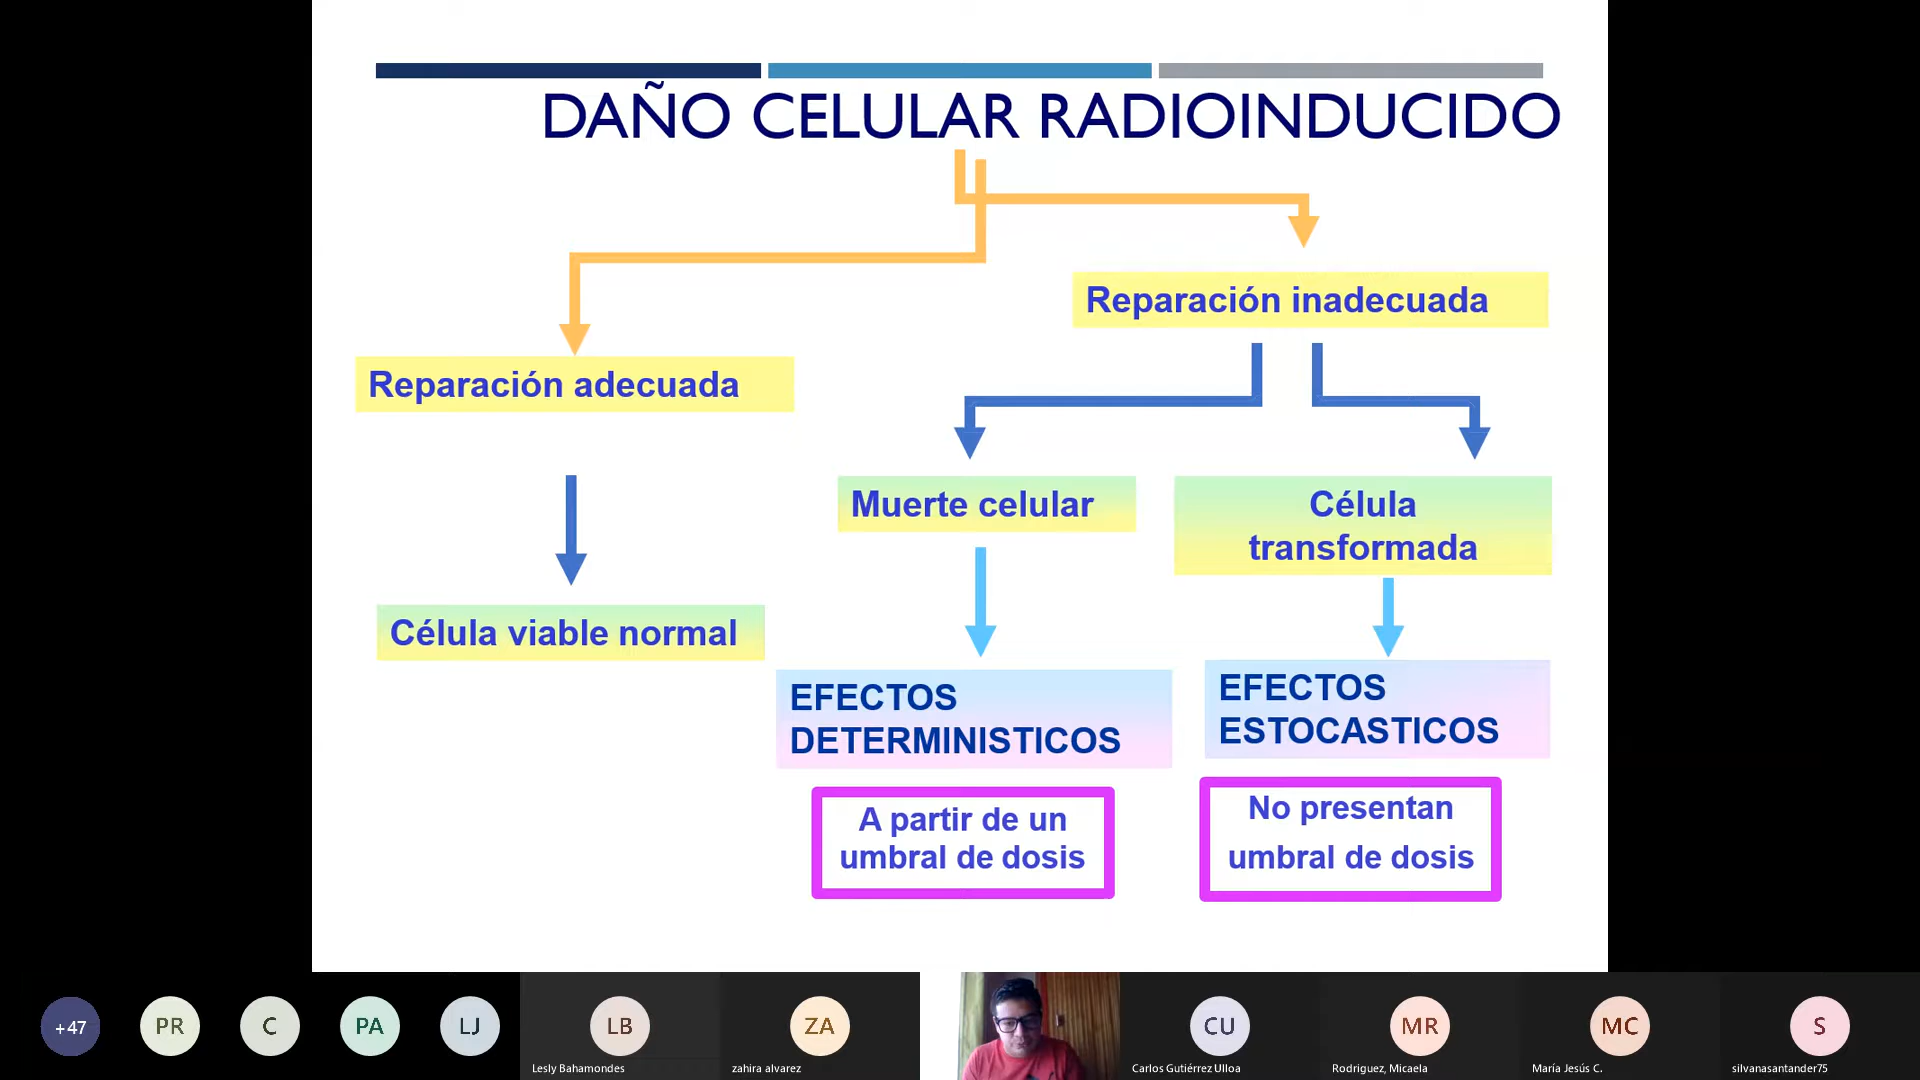 DAÑO CELULAR RADIOINDUCIDO
Reparación inadecuada
Reparación adecuada
Muerte celular
Célula
transformada
Célula viable normal
EFECTOS
DETERMINISTICOS
EFECTOS
ESTOCASTICOS
A partir de un
umbral de dosis
No presentan
umbral de dosis
+47
PR
C
PA
LJ
LB
ZA
CU
MR
MC
S
Lesly Bahamondes
zahira alvarez
Carlos Gutiérrez Ulloa
Rodriguez, Micaela
María Jesús C.
silvanasantander75